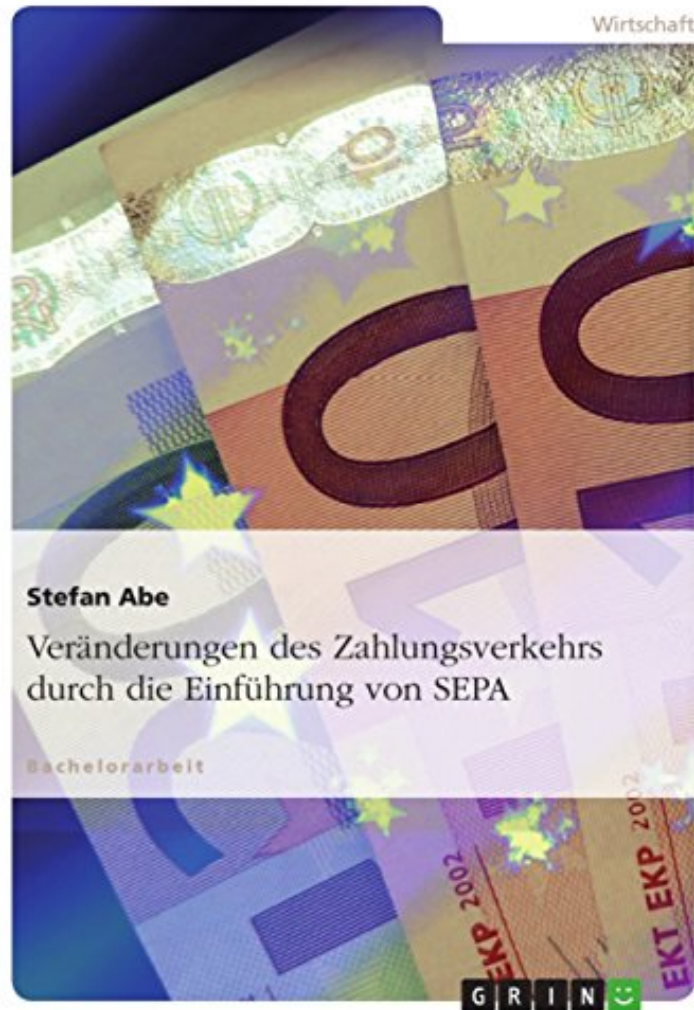 Wirtschaft
Stefan Abe
Veränderungen des Zahlungsverkehrs
durch die Einführung von SEPA
Bachelorarbeit
EKP 2002
EKT EKP 2002
GRIN